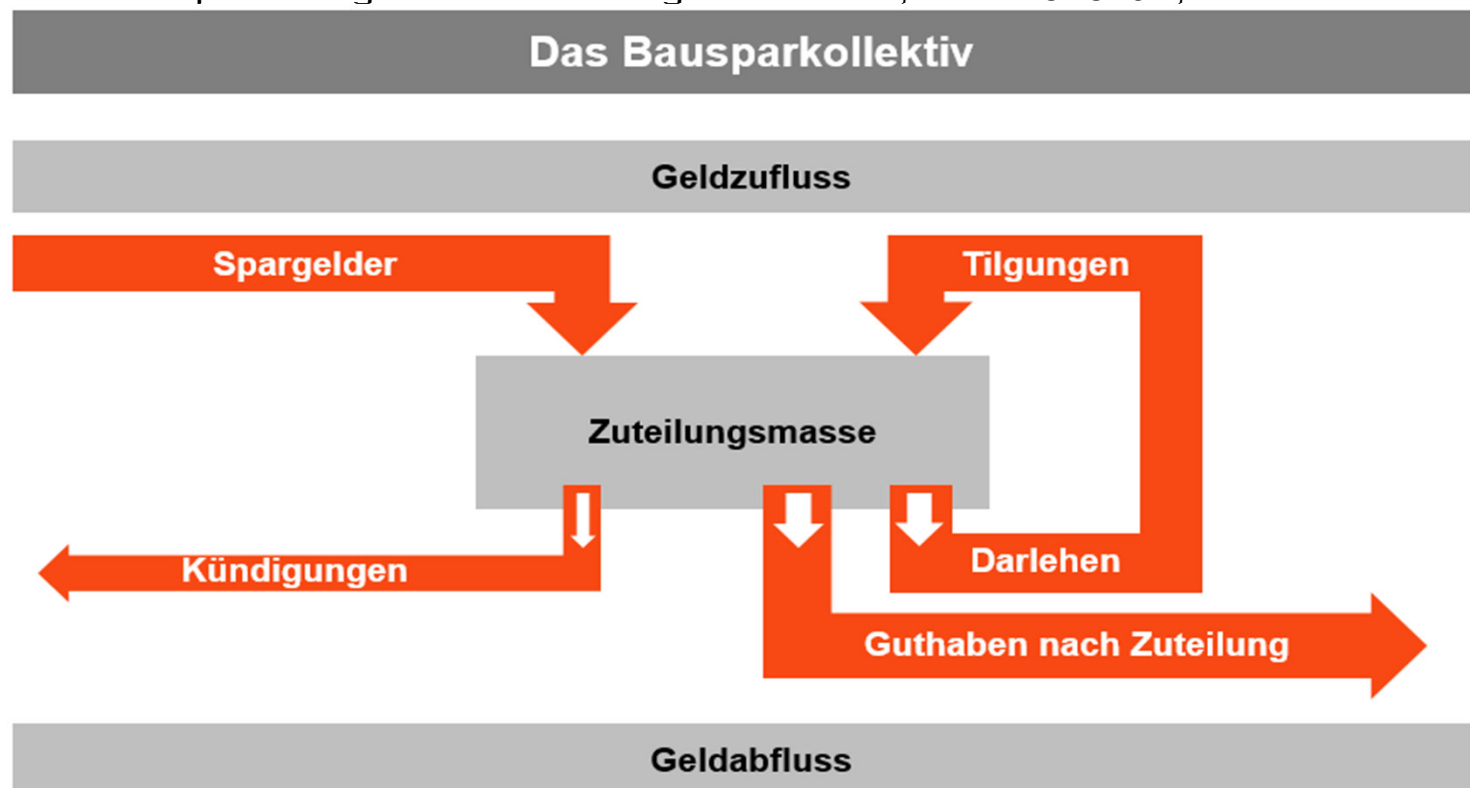 Das Bausparkollektiv
Geldzufluss
Spargelder
Tilgungen
Zuteilungsmasse
Kündigungen
Darlehen
Guthaben nach Zuteilung
Geldabfluss